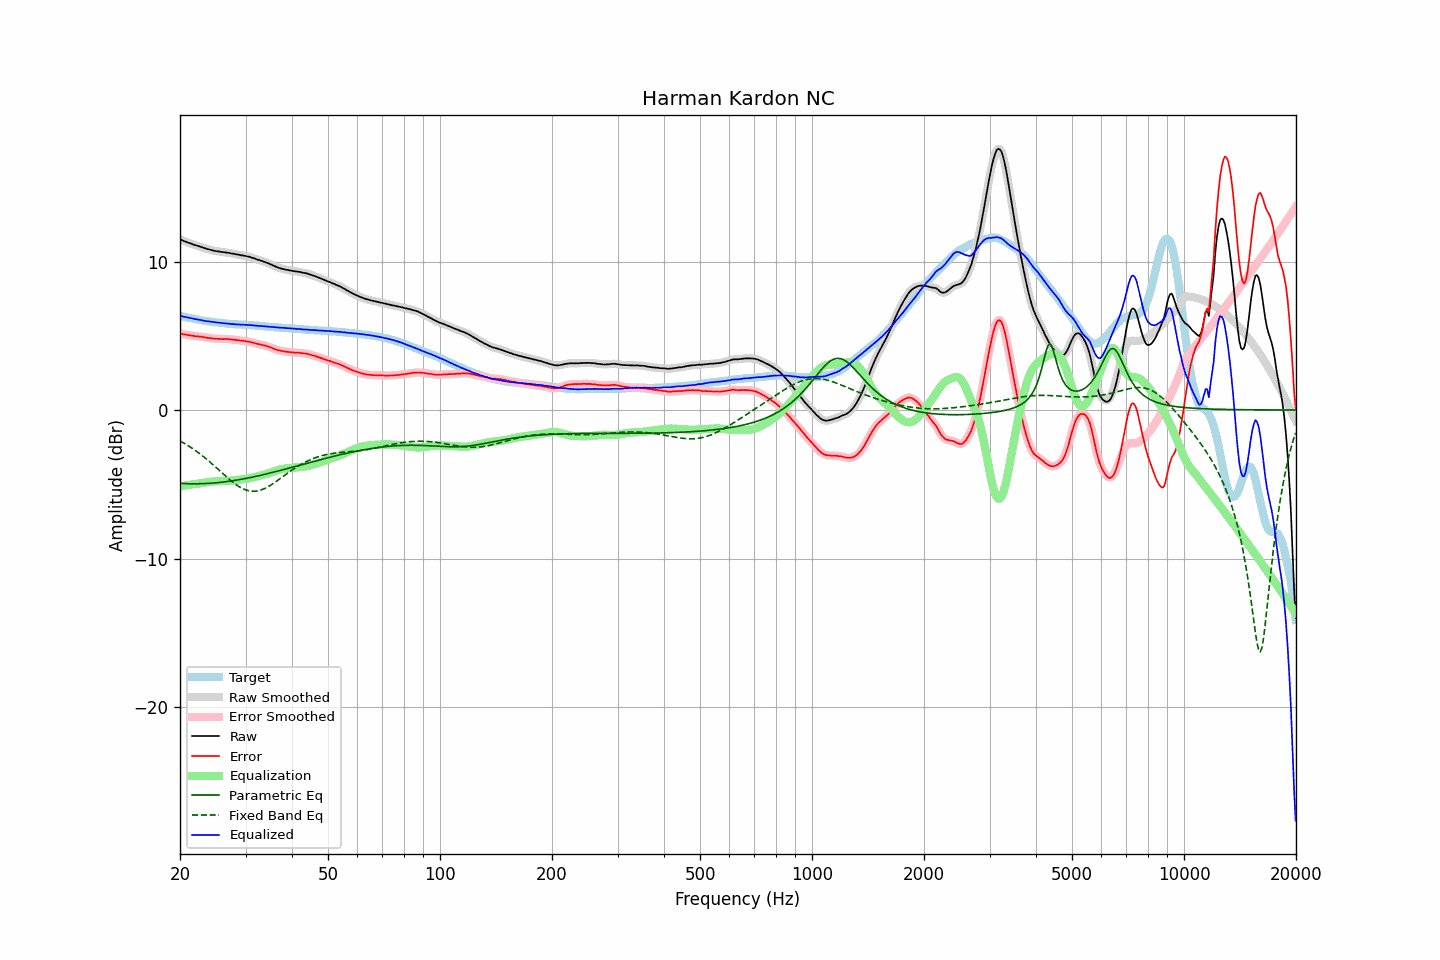 Harman Kardon NC
Amplitude (dBr)
10
0
−10
−20
Target
Raw Smoothed
Error Smoothed
Raw
Error
Equalization
Parametric Eq
Fixed Band Eq
Equalized
20 50 100 200 500 1000 2000 5000 10000 20000
Frequency (Hz)